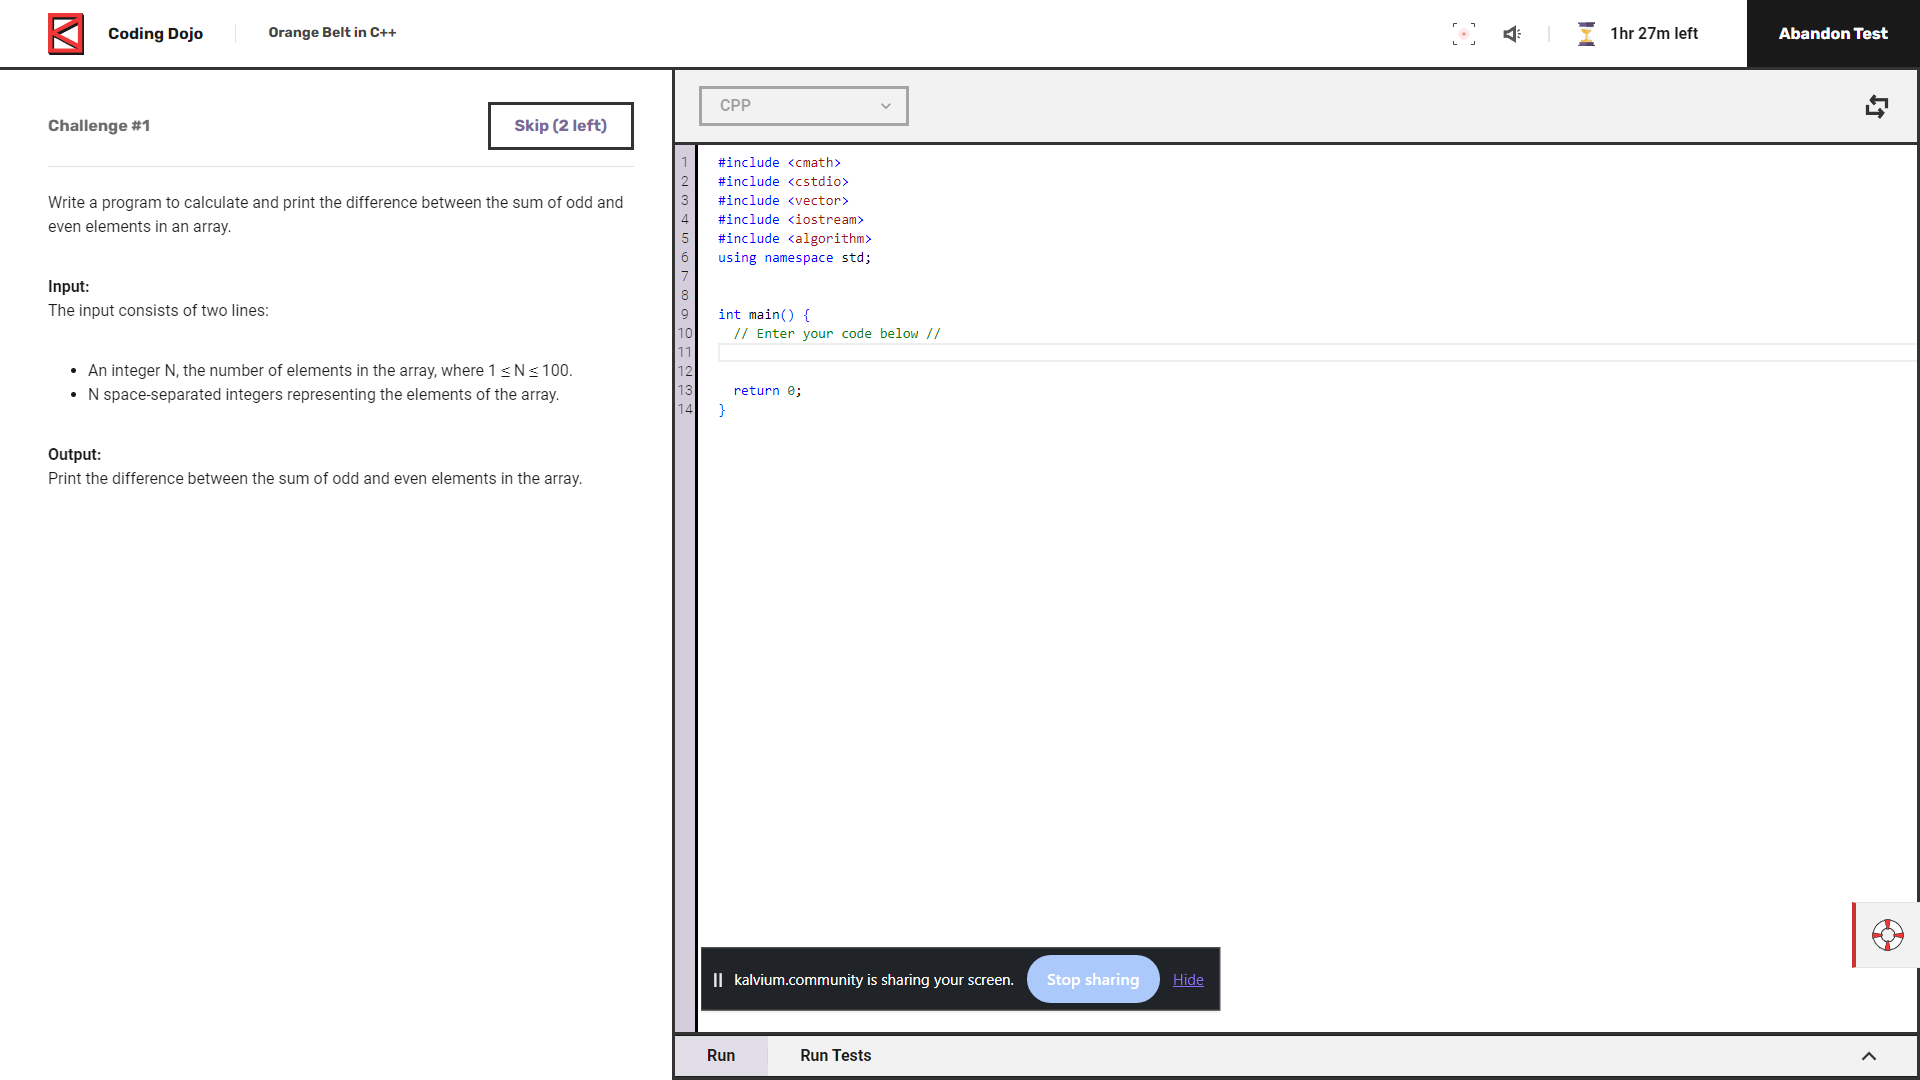 Coding Dojo
Orange Belt in C++
1hr 27m left
Abandon Test
Challenge #1
Skip (2 left)
Write a program to calculate and print the difference between the sum of odd and
even elements in an array.
Input:
The input consists of two lines:
• An integer N, the number of elements in the array, where 1 ≤ N ≤ 100.
• N space-separated integers representing the elements of the array.
Output:
Print the difference between the sum of odd and even elements in the array.
CPP
1 #include <cmath>
2 #include <cstdio>
3 #include <vector>
4 #include <iostream>
5 #include <algorithm>
6 using namespace std;
7
8
9 int main() {
10 // Enter your code below //
11
12
13 return 0;
14 }
kalvium.community is sharing your screen.
Stop sharing
Hide
Run
Run Tests